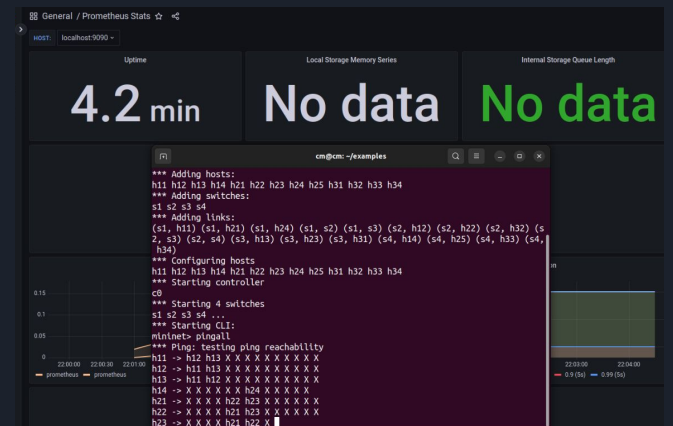 General / Prometheus Stats
HOST: localhost:9090
Uptime
Local Storage Memory Series
Internal Storage Queue Length
4.2 min
No data
No data
cm@cm: ~/examples
*** Adding hosts:
h11 h12 h13 h14 h21 h22 h23 h24 h25 h31 h32 h33 h34
*** Adding switches:
s1 s2 s3 s4
*** Adding links:
(s1, h11) (s1, h21) (s1, h24) (s1, s2) (s1, s3) (s2, h12) (s2, h22) (s2, h32) (s
2, s3) (s2, s4) (s3, h13) (s3, h23) (s3, h31) (s4, h14) (s4, h25) (s4, h33) (s4,
h34)
*** Configuring hosts
h11 h12 h13 h14 h21 h22 h23 h24 h25 h31 h32 h33 h34
*** Starting controller
c0
*** Starting 4 switches
s1 s2 s3 s4 ...
*** Starting CLI:
mininet> pingall
*** Ping: testing ping reachability
h11 -> h12 h13 X X X X X X X X X X
h12 -> h11 h13 X X X X X X X X X X
h13 -> h11 h12 X X X X X X X X X X
h14 -> X X X X X X h24 X X X X X
h21 -> X X X X h22 h23 X X X X X X
h22 -> X X X X h21 h23 X X X X X X
h23 -> X X X X h21 h22 X
0.15
0.1
0.05
0
22:00:00 22:00:30 22:01:00
prometheus prometheus
on
22:03:00 22:04:00
0.9 (5s) 0.99 (5s)